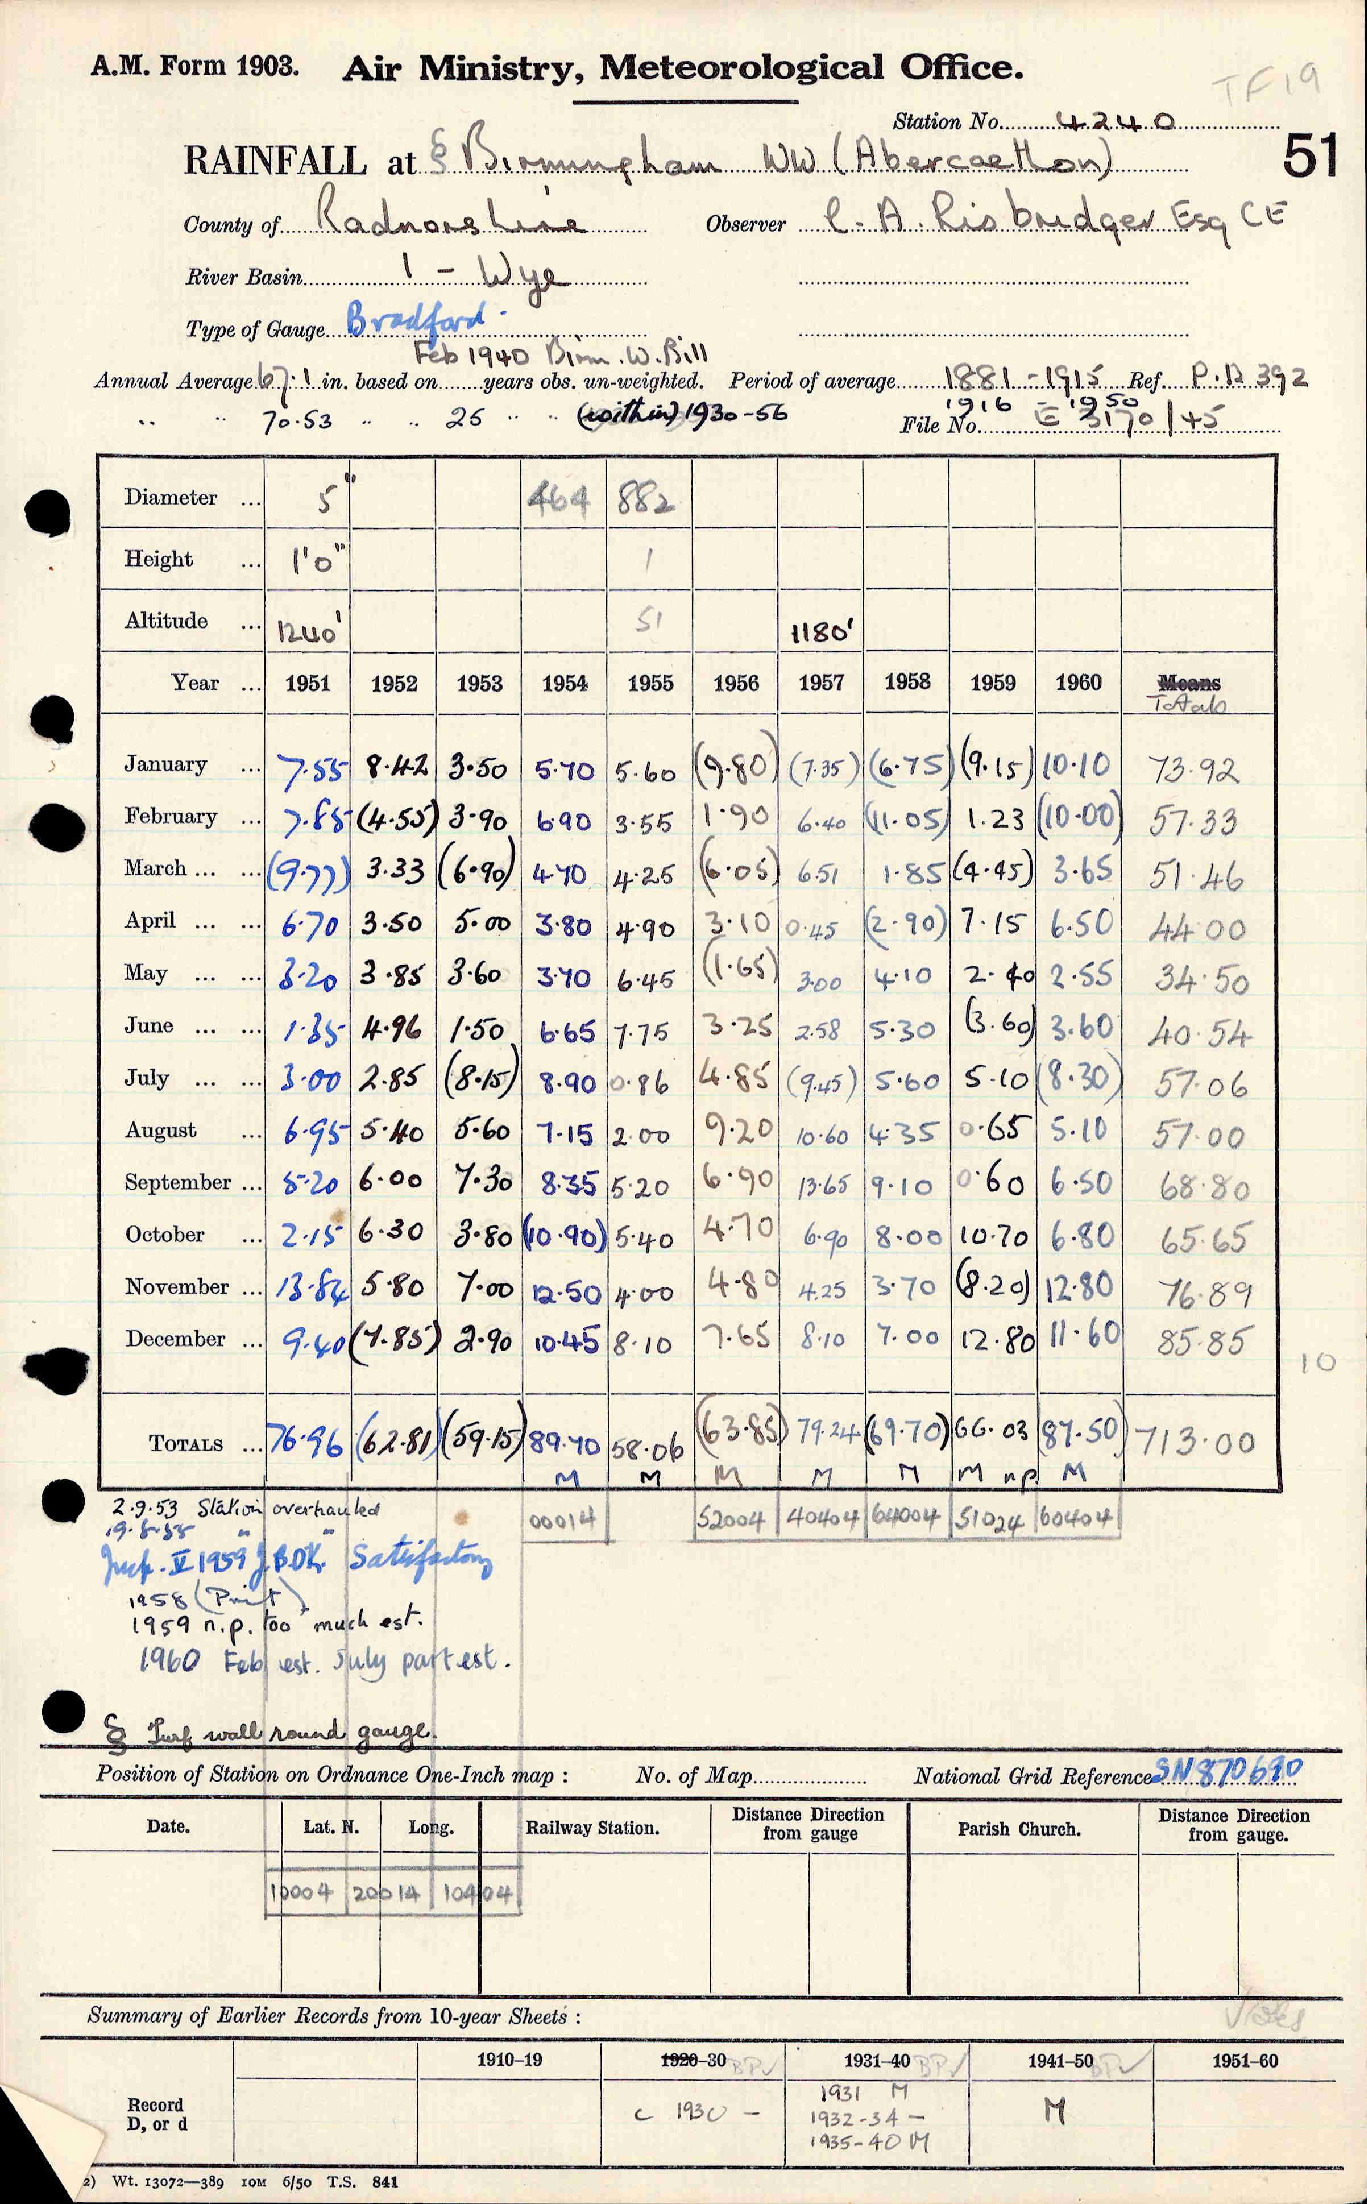 A.M. Form 1903. Air Ministry, Meteorological Office.
TF19
Station No. 4240
RAINFALL at § Birmingham WW (Abercaethon)
51
County of Radnorshire Observer C. A. Risbridger Esq CE
River Basin 1 - Wye
Type of Gauge Bradford.
Feb 1940 Birm. W. Bill
Annual Average 67.1 in. based on years obs. un-weighted. Period of average 1881-1915 Ref. P.D 392
1916 - 1950
" " 70.53 " " 25 " " (within) 1930-56 File No. E 3170/45
Diameter ... 5" 464 882
Height ... 1'0" 1
Altitude ... 1240' 51 1180'
Year ... 1951 1952 1953 1954 1955 1956 1957 1958 1959 1960 Means
Totals
January ... 7.55 8.42 3.50 5.70 5.60 (9.80) (7.35) (6.75) (9.15) 10.10 73.92
February ... 7.85 (4.55) 3.90 6.90 3.55 1.90 6.40 (11.05) 1.23 (10.00) 57.33
March ... ... (9.77) 3.33 (6.90) 4.70 4.25 (6.05) 6.51 1.85 (4.45) 3.65 51.46
April ... ... 6.70 3.50 5.00 3.80 4.90 3.10 0.45 (2.90) 7.15 6.50 44.00
May ... ... 3.20 3.85 3.60 3.70 6.45 (1.65) 3.00 4.10 2.40 2.55 34.50
June ... ... 1.35 4.96 1.50 6.65 7.75 3.25 2.58 5.30 (3.60) 3.60 40.54
July ... ... 3.00 2.85 (8.15) 8.90 0.86 4.85 (9.45) 5.60 5.10 (8.30) 57.06
August ... 6.95 5.40 5.60 7.15 2.00 9.20 10.60 4.35 0.65 5.10 57.00
September ... 5.20 6.00 7.30 8.35 5.20 6.90 13.65 9.10 0.60 6.50 68.80
October ... 2.15 6.30 3.80 (10.90) 5.40 4.70 6.90 8.00 10.70 6.80 65.65
November ... 13.84 5.80 7.00 12.50 4.00 4.80 4.25 3.70 (8.20) 12.80 76.89
December ... 9.40 (7.85) 2.90 10.45 8.10 7.65 8.10 7.00 12.80 11.60 85.85
10
TOTALS ... 76.96 (62.81) (59.15) 89.70 58.06 (63.85) 79.24 (69.70) 66.03 (87.50) 713.00
M M M M M M np M
2.9.53 Station overhauled
00014 52004 40404 64004 51024 60404
19.5.55 " "
Insp. V 1959 J.BDK. Satisfactory
1958 (Print)
1959 n.p. too much est.
1960 Feb est. July part est.
§ Turf wall round gauge.
Position of Station on Ordnance One-Inch map : No. of Map National Grid Reference SN 870690
Date. Lat. N. Long. Railway Station. Distance Direction from gauge Parish Church. Distance Direction from gauge.
10004 20014 10404
Summary of Earlier Records from 10-year Sheets :
1910-19 1920-30 BPV 1931-40 BPV 1941-50 BPV 1951-60
Record
D, or d
c 1930 -
1931 M
1932-34 -
1935-40 M
M
2) Wt. 13072—389 10M 6/50 T.S. 841